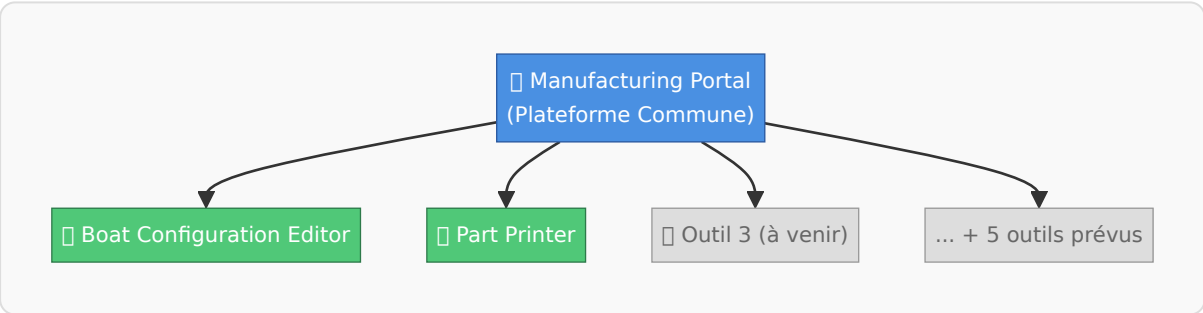 Manufacturing Portal
(Plateforme Commune)
Boat Configuration Editor
Part Printer
Outil 3 (à venir)
... + 5 outils prévus